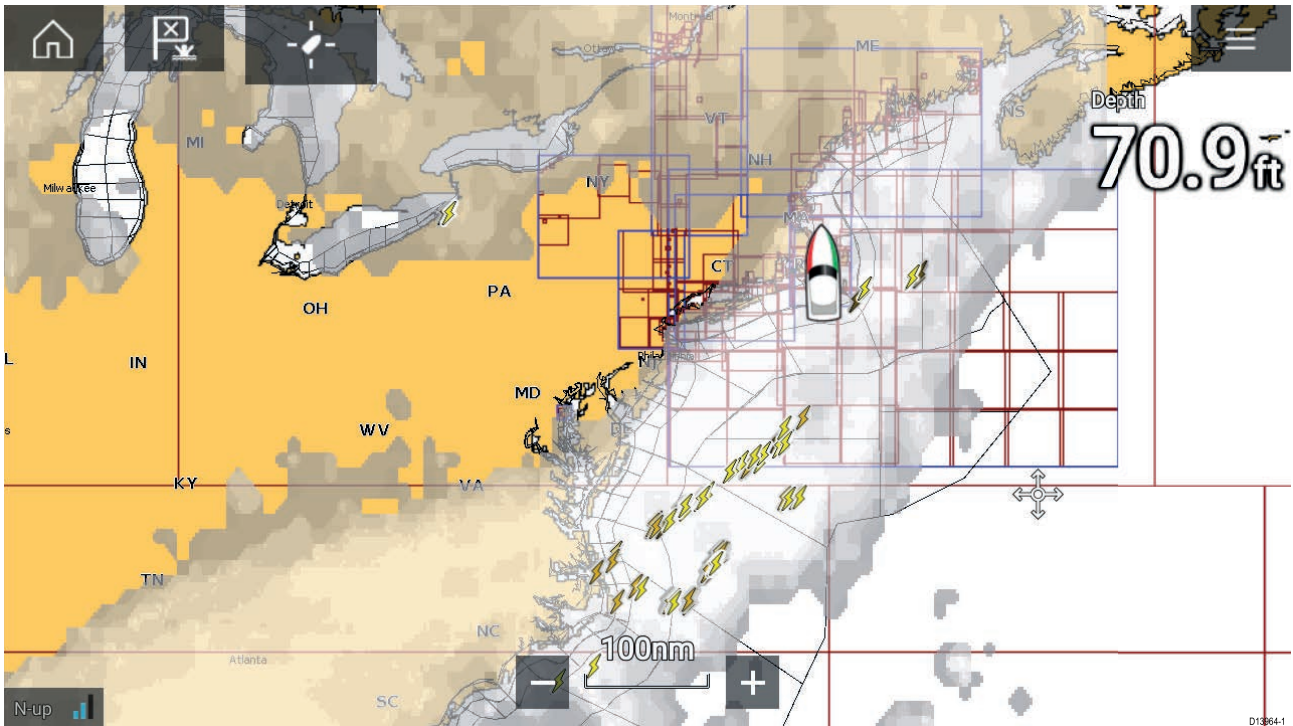 Montreal
Ottawa
ME
Depth
NS
70.9ft
VT
MI
NH
NY
Milwaukee
Detroit
MA
CT
PA
OH
IN
L
MD
NJ
WV
s
KY
VA
TN
NC
100nm
Atlanta
SC
N-up
D13964-1